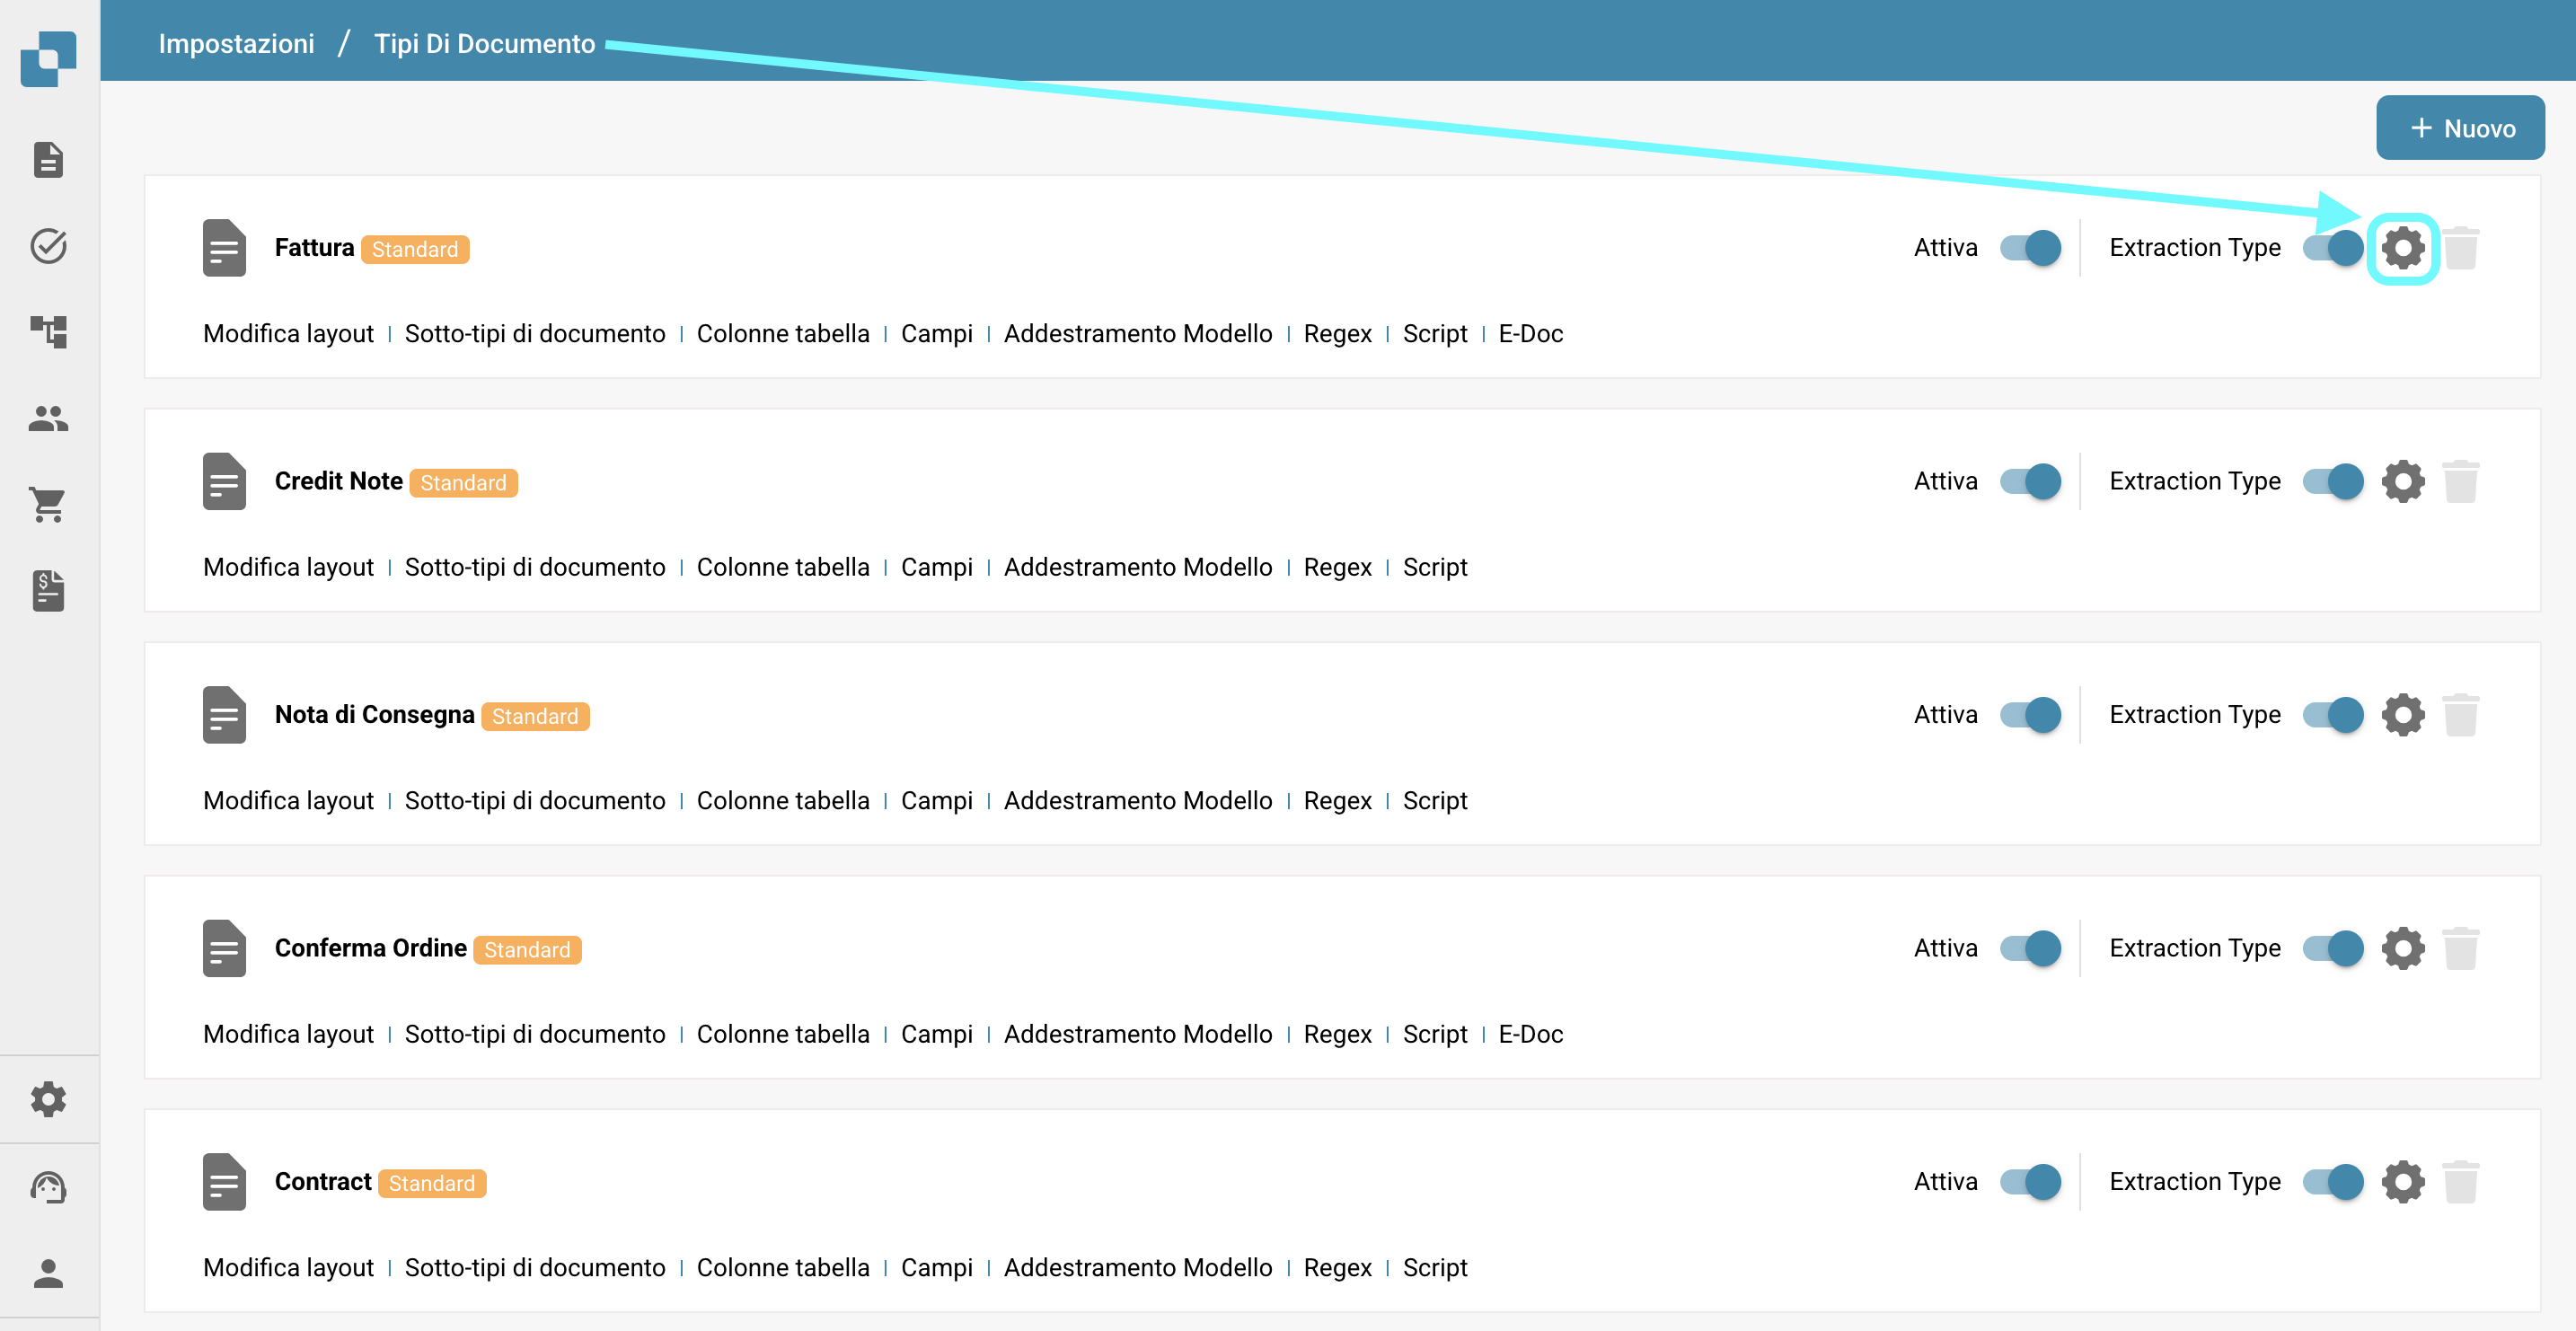 Impostazioni / Tipi Di Documento
+ Nuovo
Fattura Standard Attiva Extraction Type
Modifica layout | Sotto-tipi di documento | Colonne tabella | Campi | Addestramento Modello | Regex | Script | E-Doc
Credit Note Standard Attiva Extraction Type
Modifica layout | Sotto-tipi di documento | Colonne tabella | Campi | Addestramento Modello | Regex | Script
Nota di Consegna Standard Attiva Extraction Type
Modifica layout | Sotto-tipi di documento | Colonne tabella | Campi | Addestramento Modello | Regex | Script
Conferma Ordine Standard Attiva Extraction Type
Modifica layout | Sotto-tipi di documento | Colonne tabella | Campi | Addestramento Modello | Regex | Script | E-Doc
Contract Standard Attiva Extraction Type
Modifica layout | Sotto-tipi di documento | Colonne tabella | Campi | Addestramento Modello | Regex | Script